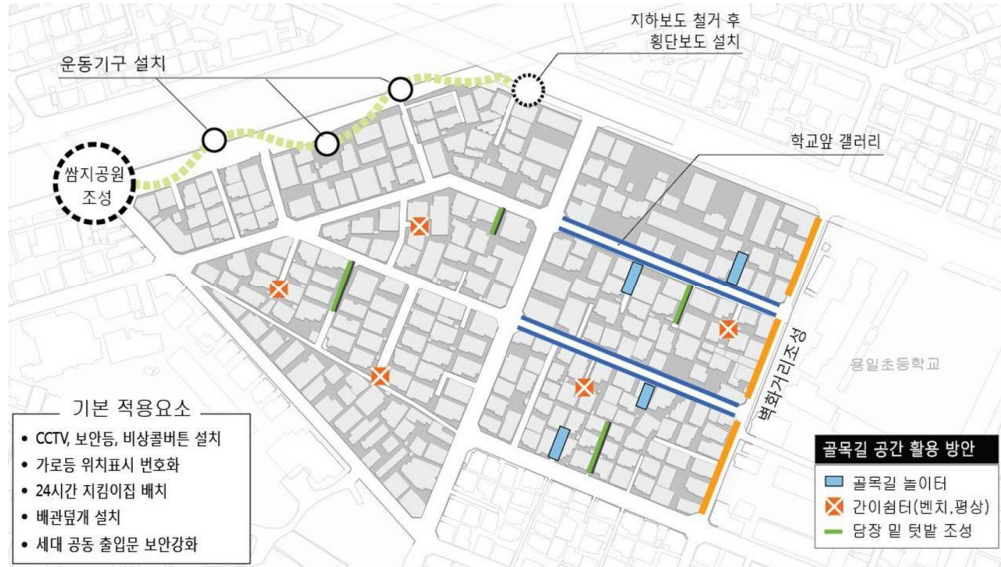 지하보도 철거 후
횡단보도 설치
운동기구 설치
학교앞 갤러리
쌈지공원
조성
벽화거리조성
용일초등학교
기본 적용요소
• CCTV, 보안등, 비상콜버튼 설치
• 가로등 위치표시 번호화
• 24시간 지킴이집 배치
• 배관덮개 설치
• 세대 공동 출입문 보안강화
골목길 공간 활용 방안
골목길 놀이터
간이쉼터(벤치,평상)
담장 밑 텃밭 조성